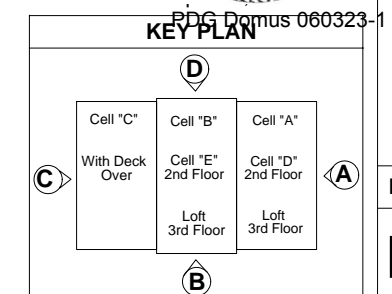 PDG Domus 060323-1
KEY PLAN
D
Cell "C"
Cell "B"
Cell "A"
With Deck
Over
Cell "E"
2nd Floor
Cell "D"
2nd Floor
C
A
Loft
3rd Floor
Loft
3rd Floor
B